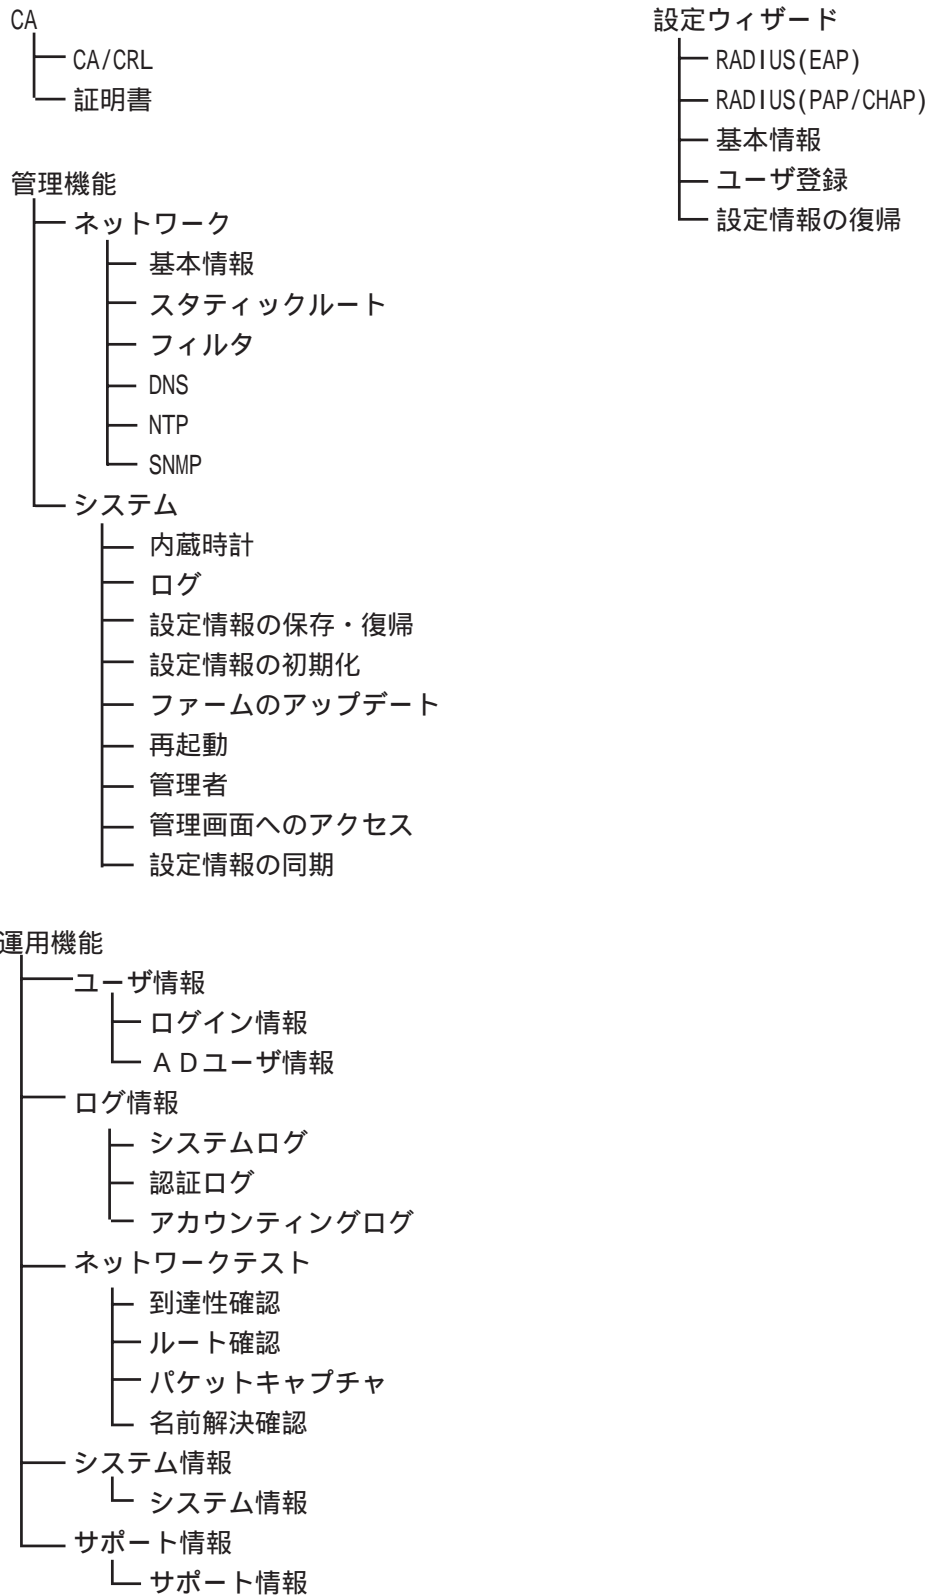 CA
CA/CRL
証明書
管理機能
ネットワーク
基本情報
スタティックルート
フィルタ
DNS
NTP
SNMP
システム
内蔵時計
ログ
設定情報の保存・復帰
設定情報の初期化
ファームのアップデート
再起動
管理者
管理画面へのアクセス
設定情報の同期
運用機能
ユーザ情報
ログイン情報
ＡＤユーザ情報
ログ情報
システムログ
認証ログ
アカウンティングログ
ネットワークテスト
到達性確認
ルート確認
パケットキャプチャ
名前解決確認
システム情報
システム情報
サポート情報
サポート情報
設定ウィザード
RADIUS(EAP)
RADIUS(PAP/CHAP)
基本情報
ユーザ登録
設定情報の復帰